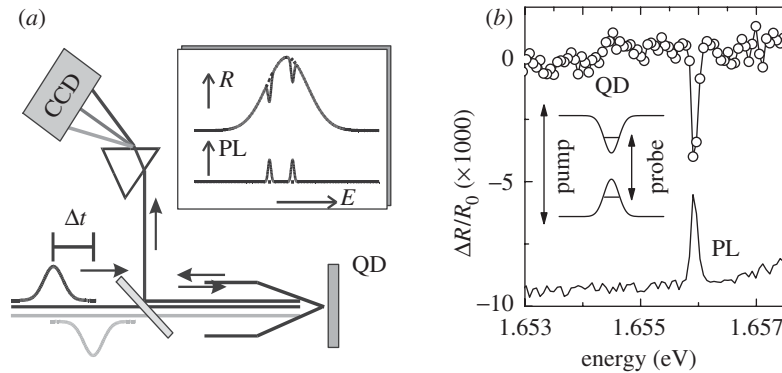 (a)
CCD
R
PL
E
Δt
QD
(b)
0
−5
−10
ΔR/R₀ (×1000)
QD
pump
probe
PL
1.653
1.655
1.657
energy (eV)